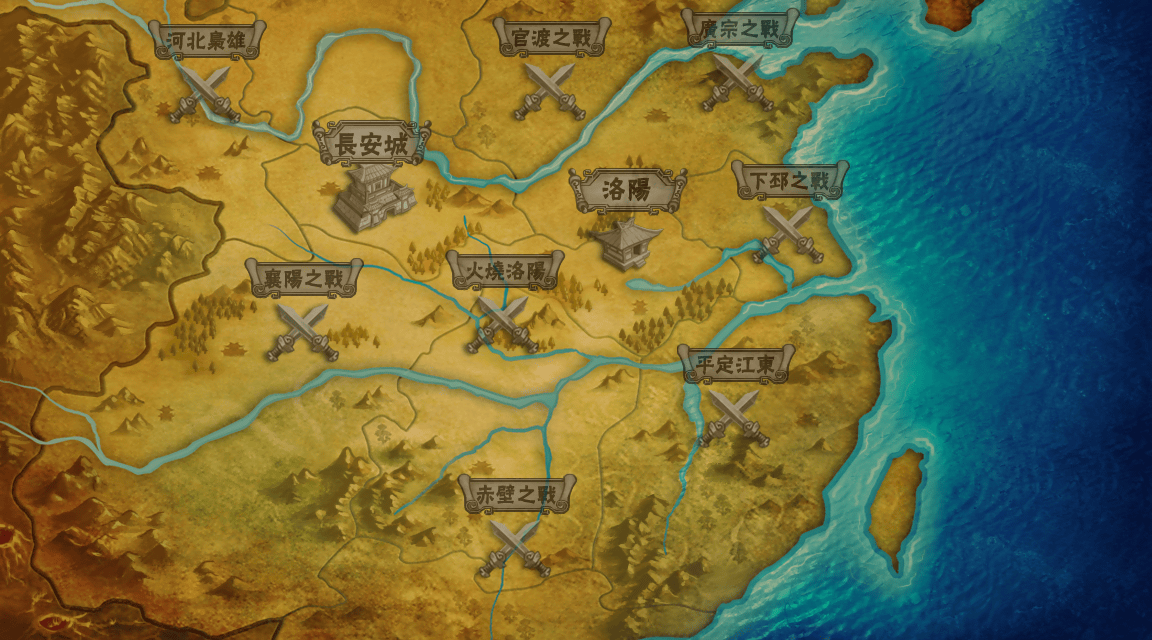 河北梟雄
官渡之戰
廣宗之戰
長安城
洛陽
下邳之戰
襄陽之戰
火燒洛陽
平定江東
赤壁之戰